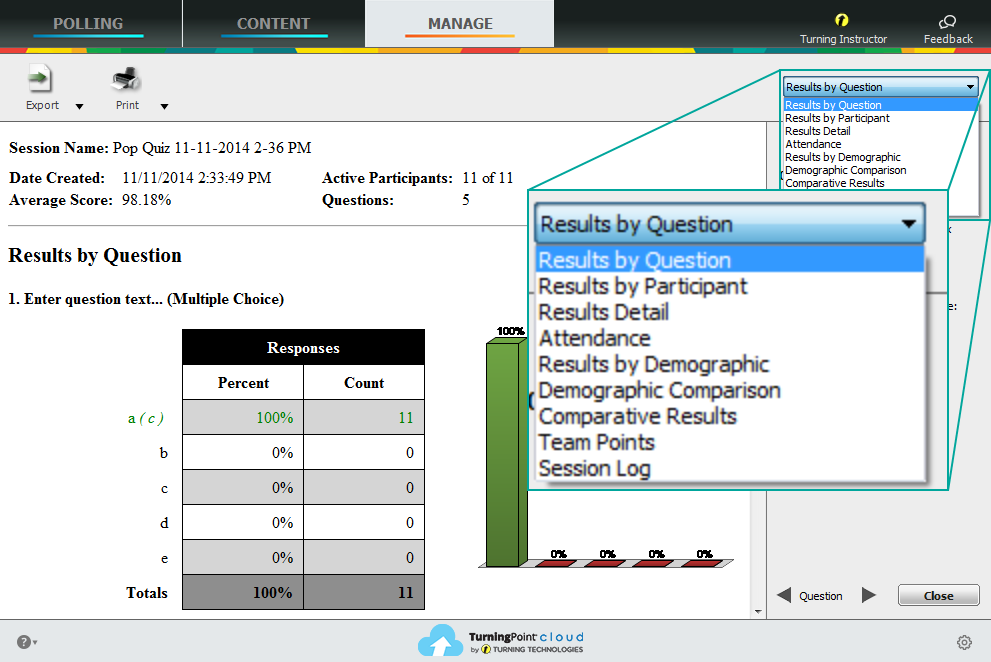 POLLING
CONTENT
MANAGE
Turning Instructor
Feedback
Export
Print
Results by Question
Results by Question
Results by Participant
Results Detail
Attendance
Results by Demographic
Demographic Comparison
Comparative Results
Session Name: Pop Quiz 11-11-2014 2-36 PM
Date Created: 11/11/2014 2:33:49 PM
Active Participants: 11 of 11
Average Score: 98.18%
Questions: 5
Results by Question
Results by Question
Results by Participant
Results Detail
Attendance
Results by Demographic
Demographic Comparison
Comparative Results
Team Points
Session Log
Results by Question
1. Enter question text... (Multiple Choice)
Responses
Percent Count
a ( c ) 100% 11
b 0% 0
c 0% 0
d 0% 0
e 0% 0
Totals 100% 11
100%
0% 0% 0% 0%
e:
Question
Close
?
TurningPoint cloud
by TURNING TECHNOLOGIES